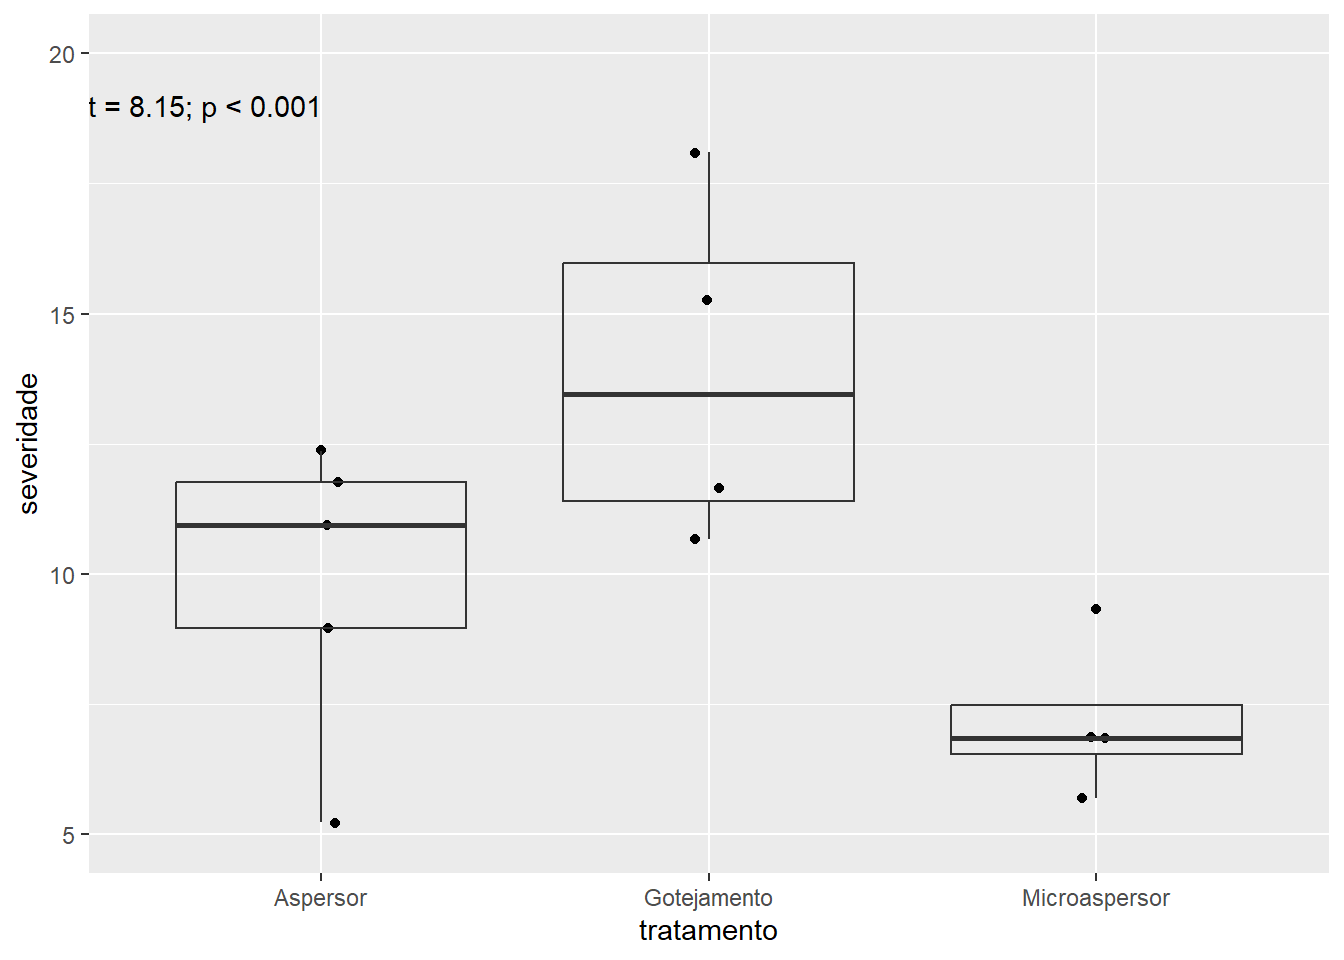 20
t = 8.15; p < 0.001
15
severidade
10
5
Aspersor
Gotejamento
Microaspersor
tratamento